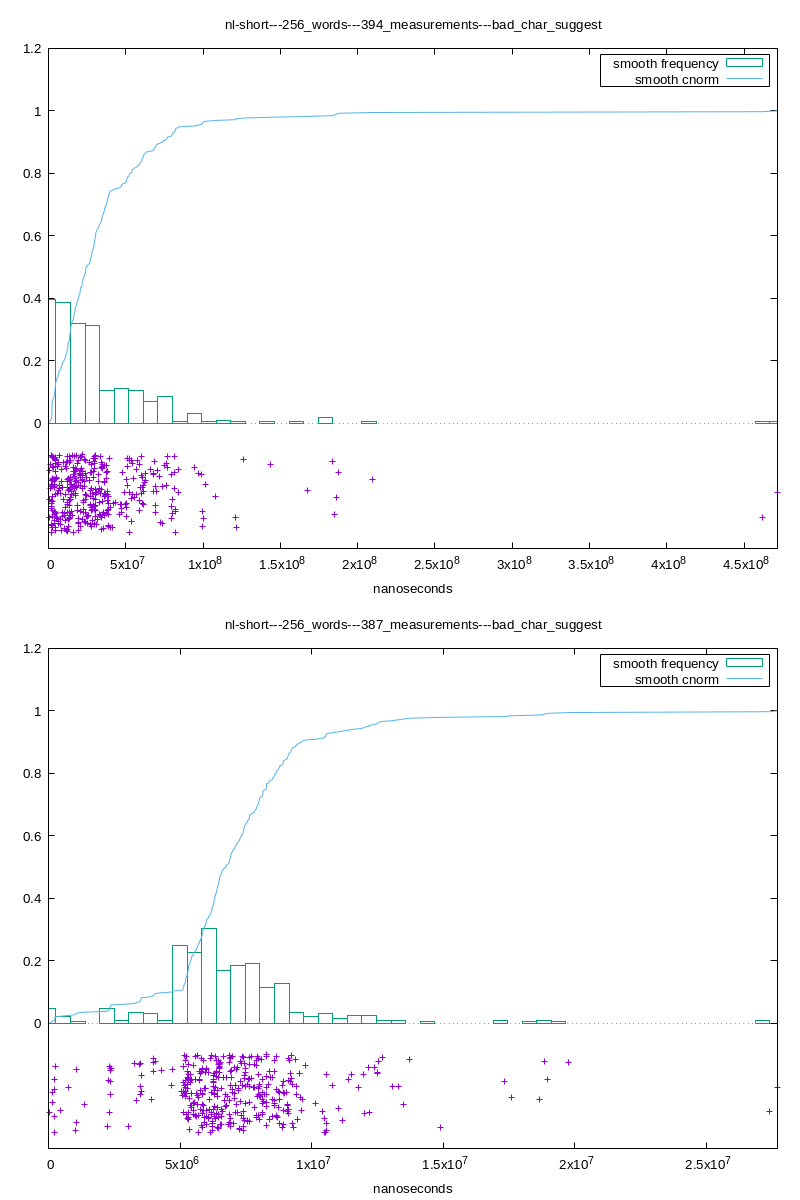 nl-short---256_words---394_measurements---bad_char_suggest
1.2
smooth frequency
smooth cnorm
1
0.8
0.6
0.4
0.2
0
0 5x10⁷ 1x10⁸ 1.5x10⁸ 2x10⁸ 2.5x10⁸ 3x10⁸ 3.5x10⁸ 4x10⁸ 4.5x10⁸
nanoseconds
nl-short---256_words---387_measurements---bad_char_suggest
1.2
smooth frequency
smooth cnorm
1
0.8
0.6
0.4
0.2
0
0 5x10⁶ 1x10⁷ 1.5x10⁷ 2x10⁷ 2.5x10⁷
nanoseconds